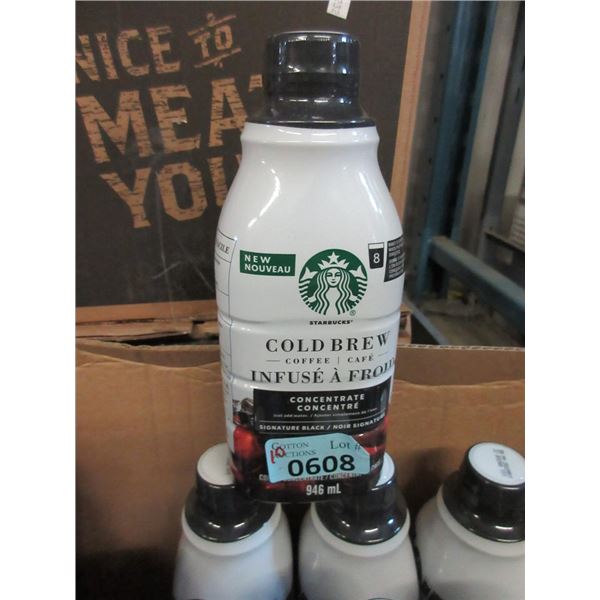 NICE TO
MEAT
YOU
NEW
NOUVEAU
8
STARBUCKS
®
COLD BREW
COFFEE | CAFÉ
INFUSÉ À FROID
CONCENTRATE
CONCENTRÉ
SIGNATURE BLACK / NOIR SIGNATURE
COTTON
AUCTIONS
Lot #
10
0608
946 mL